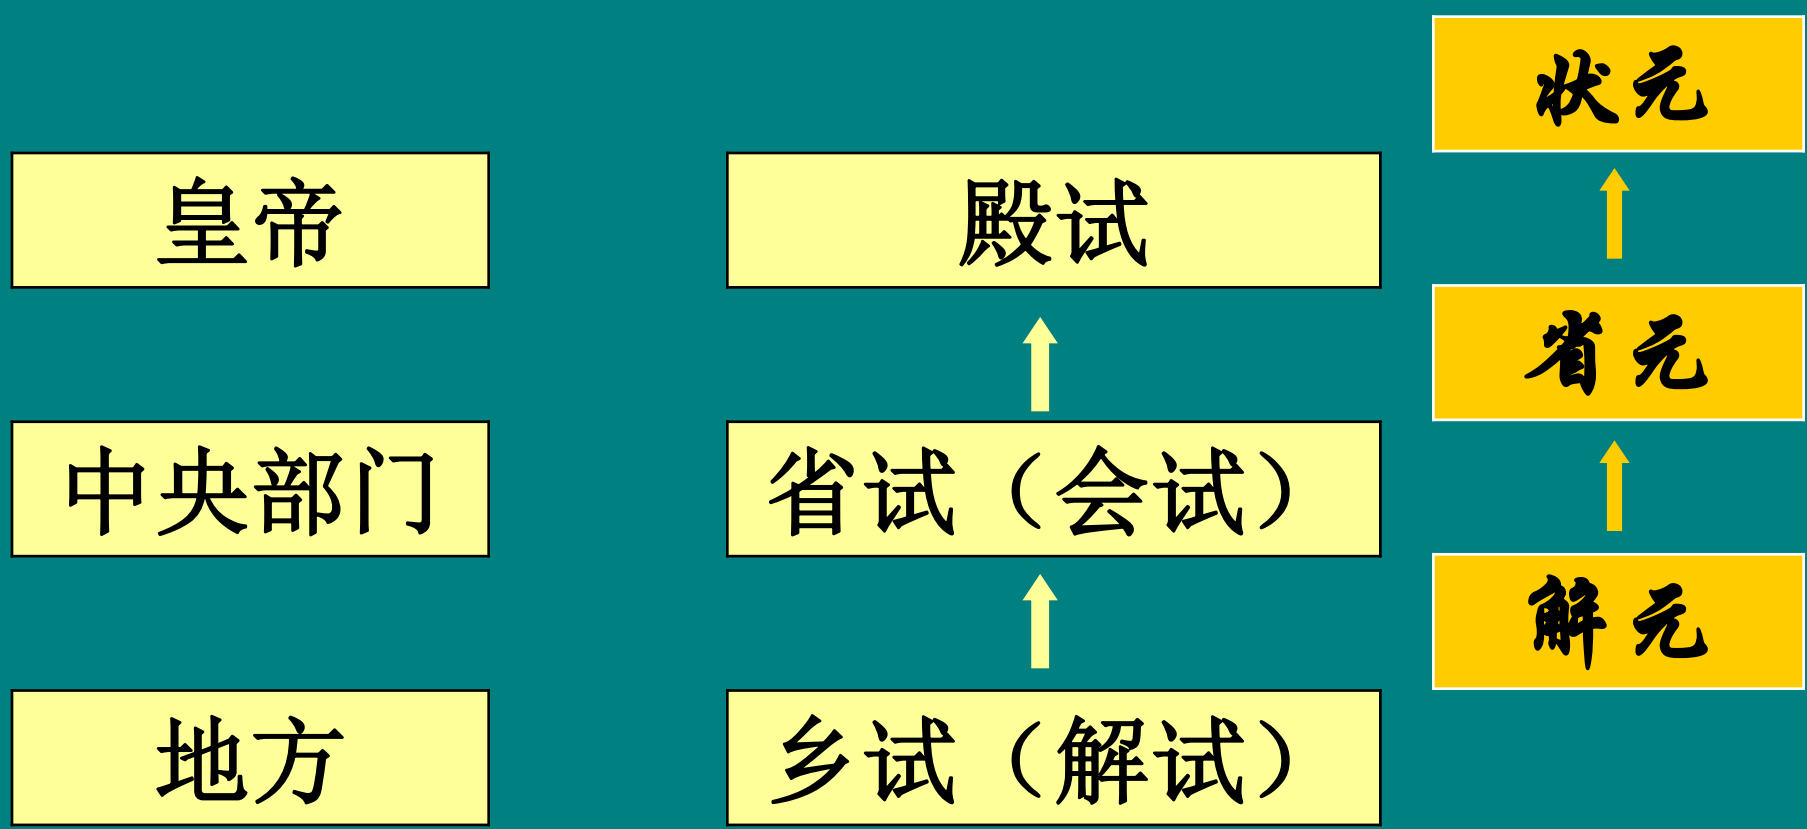 状元
皇帝
殿试
省元
中央部门
省试（会试）
解元
地方
乡试（解试）